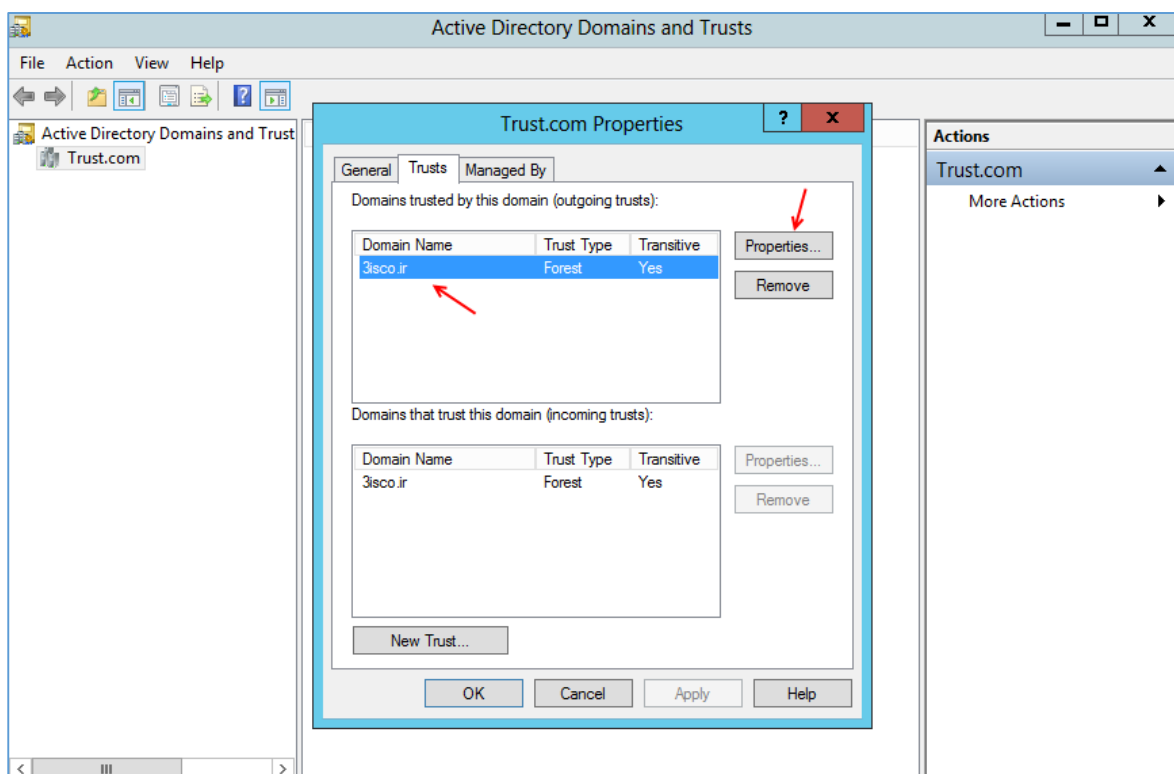 Active Directory Domains and Trusts
File Action View Help
Active Directory Domains and Trust
Trust.com
Trust.com Properties
General Trusts Managed By
Domains trusted by this domain (outgoing trusts):
Domain Name Trust Type Transitive
3isco.ir Forest Yes
Properties...
Remove
Domains that trust this domain (incoming trusts):
Domain Name Trust Type Transitive
3isco.ir Forest Yes
Properties...
Remove
New Trust...
OK Cancel Apply Help
Actions
Trust.com
More Actions